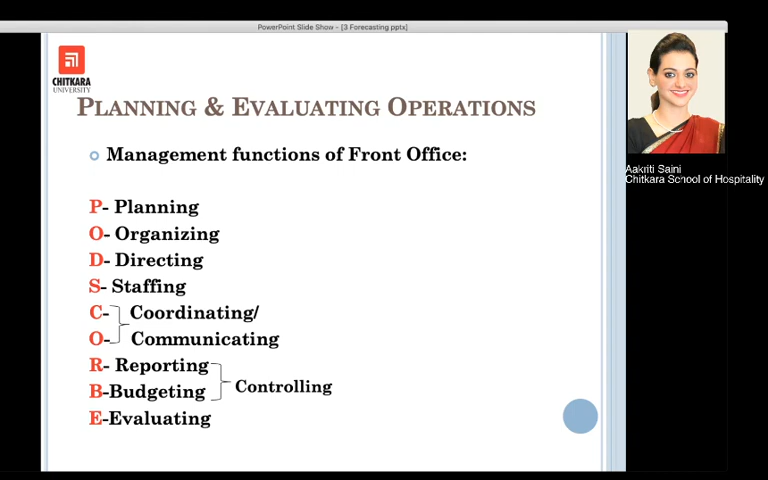 PowerPoint Slide Show - [3 Forecasting pptx]
CHITKARA
UNIVERSITY
PLANNING & EVALUATING OPERATIONS
Management functions of Front Office:
P- Planning
O- Organizing
D- Directing
S- Staffing
C- Coordinating/
O- Communicating
R- Reporting
Controlling
B-Budgeting
E-Evaluating
Aakriti Saini
Chitkara School of Hospitality